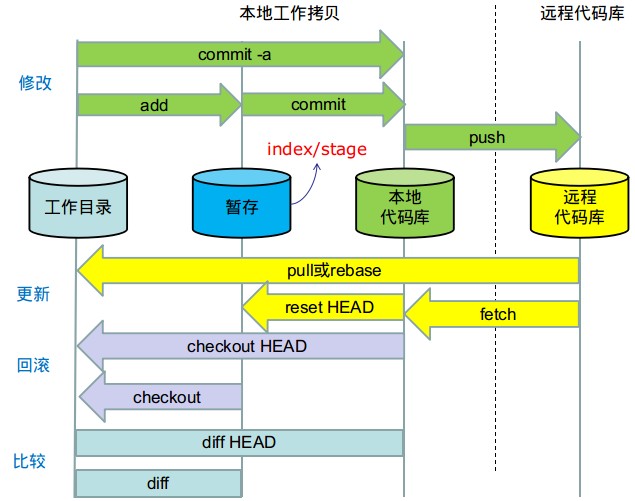 本地工作拷贝
远程代码库
commit -a
修改
add
commit
push
index/stage
工作目录
暂存
本地
代码库
远程
代码库
pull或rebase
更新
reset HEAD
fetch
checkout HEAD
回滚
checkout
diff HEAD
比较
diff